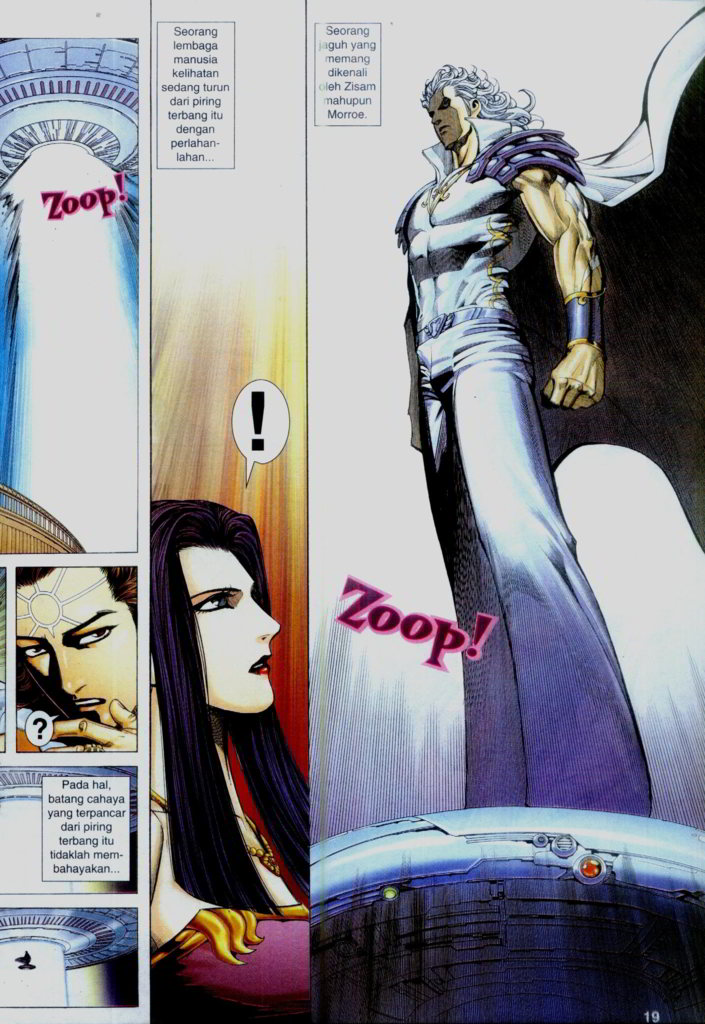 Zoop!
?
Pada hal,
batang cahaya
yang terpancar
dari piring
terbang itu
tidaklah mem-
bahayakan...
Seorang
lembaga
manusia
kelihatan
sedang turun
dari piring
terbang itu
dengan
perlahan-
lahan...
!
Seorang
jaguh yang
memang
dikenali
oleh Zisam
mahupun
Morroe.
Zoop!
19